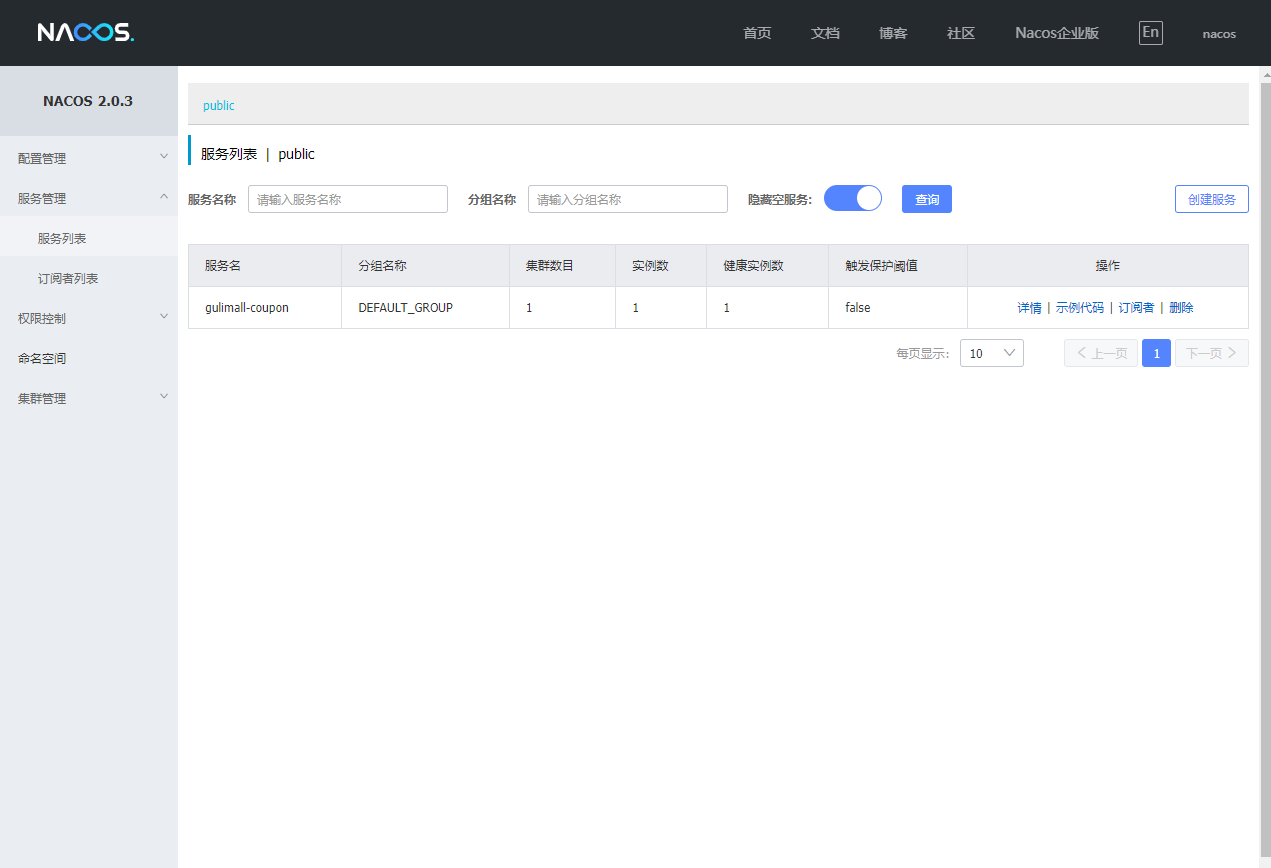 NACOS.
首页 文档 博客 社区 Nacos企业版 En nacos
NACOS 2.0.3
配置管理
服务管理
服务列表
订阅者列表
权限控制
命名空间
集群管理
public
服务列表 | public
服务名称 请输入服务名称 分组名称 请输入分组名称 隐藏空服务: 查询 创建服务
服务名 分组名称 集群数目 实例数 健康实例数 触发保护阈值 操作
gulimall-coupon DEFAULT_GROUP 1 1 1 false 详情 | 示例代码 | 订阅者 | 删除
每页显示: 10 上一页 1 下一页